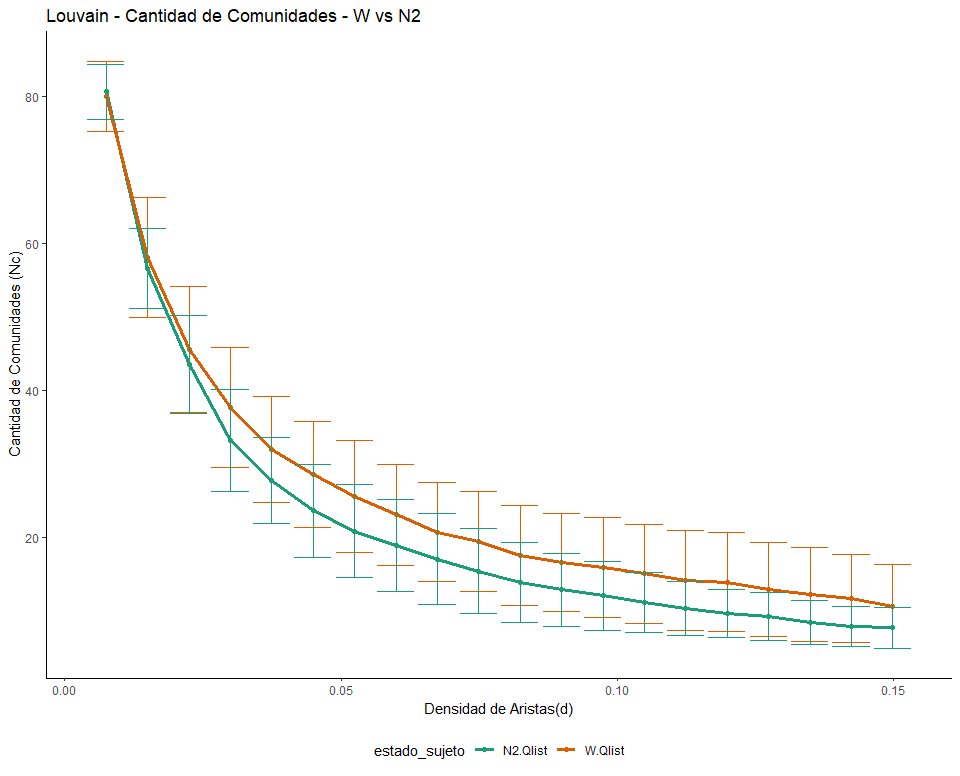 Louvain - Cantidad de Comunidades - W vs N2
Cantidad de Comunidades (Nc)
80
60
40
20
0.00 0.05 0.10 0.15
Densidad de Aristas(d)
estado_sujeto N2.Qlist W.Qlist